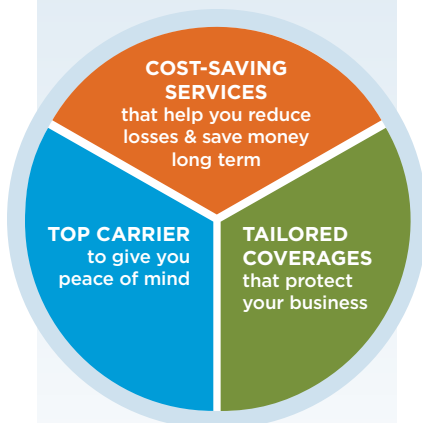 COST-SAVING
SERVICES
that help you reduce
losses & save money
long term
TOP CARRIER
to give you
peace of mind
TAILORED
COVERAGES
that protect
your business